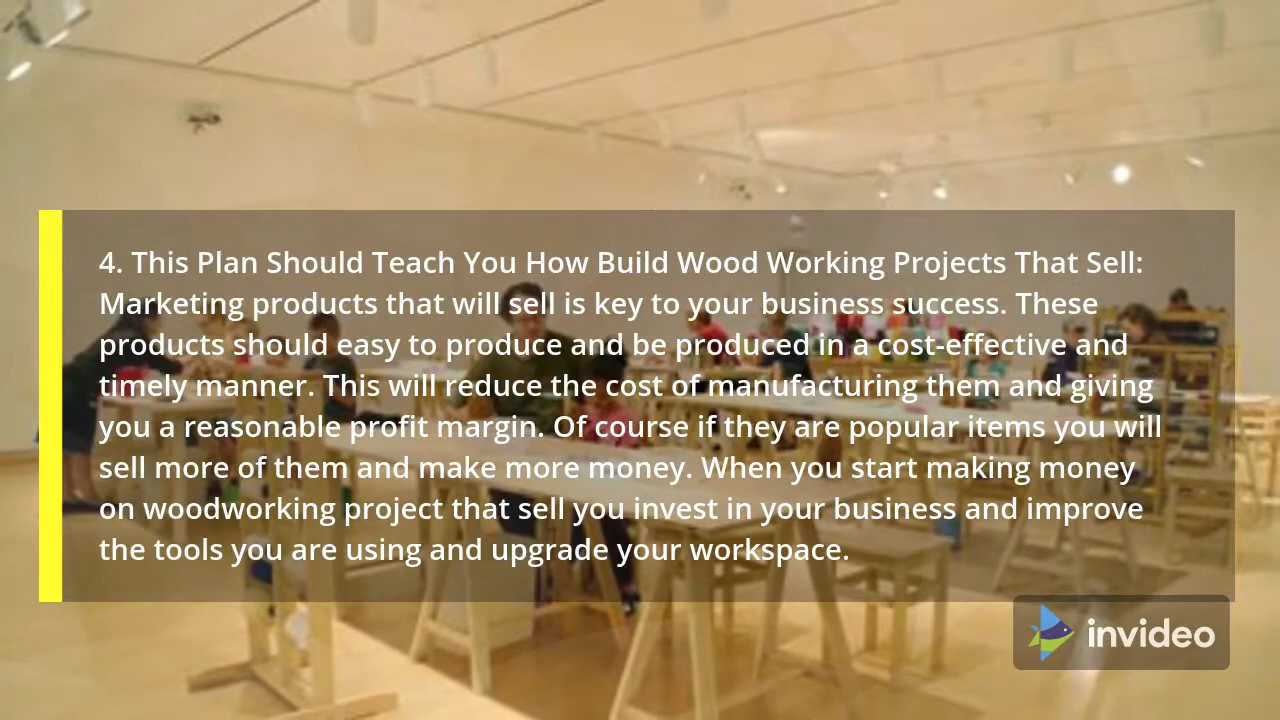 4. This Plan Should Teach You How Build Wood Working Projects That Sell:
Marketing products that will sell is key to your business success. These
products should easy to produce and be produced in a cost-effective and
timely manner. This will reduce the cost of manufacturing them and giving
you a reasonable profit margin. Of course if they are popular items you will
sell more of them and make more money. When you start making money
on woodworking project that sell you invest in your business and improve
the tools you are using and upgrade your workspace.
invideo